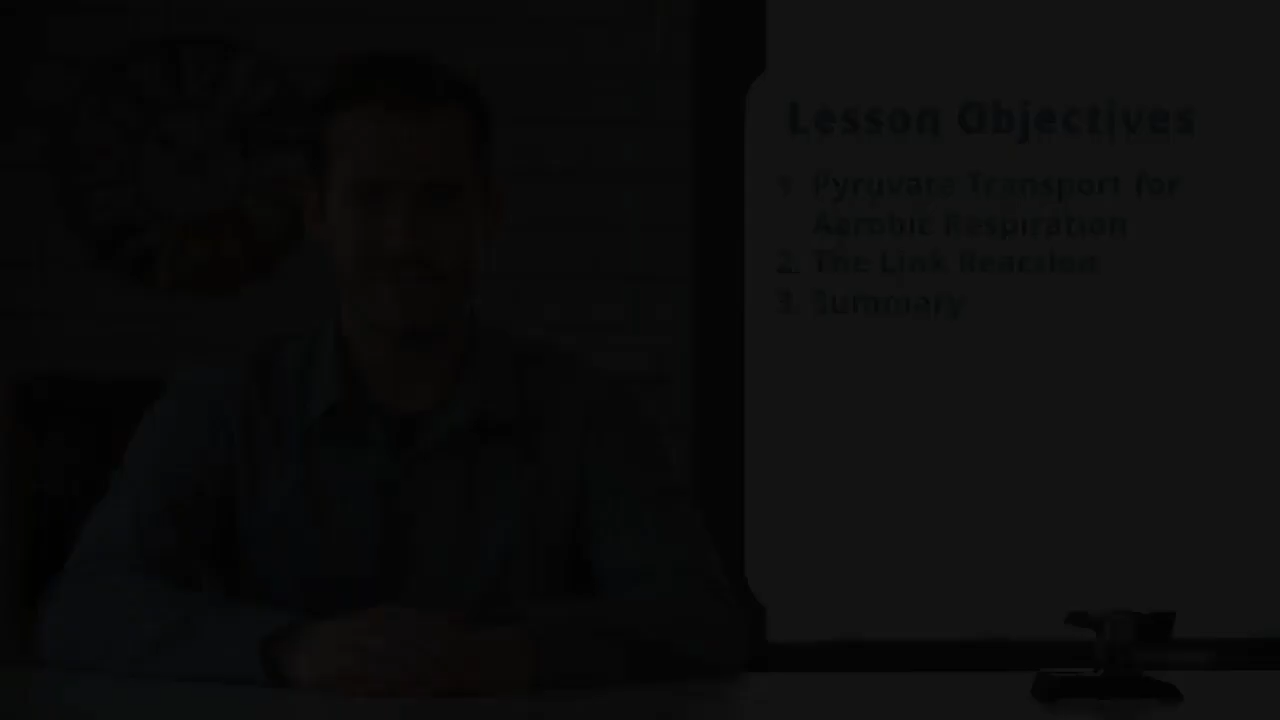 Lesson Objectives
1. Pyruvate Transport for
Aerobic Respiration
2. The Link Reaction
3. Summary